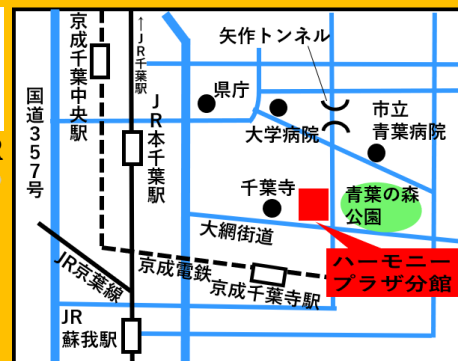 京成千葉中央駅
↑JR千葉駅
矢作トンネル
国道357号
JR本千葉駅
県庁
大学病院
市立
青葉病院
千葉寺
青葉の森
公園
大網街道
ハーモニー
プラザ分館
JR京葉線
京成電鉄
京成千葉寺駅
JR
蘇我駅
R